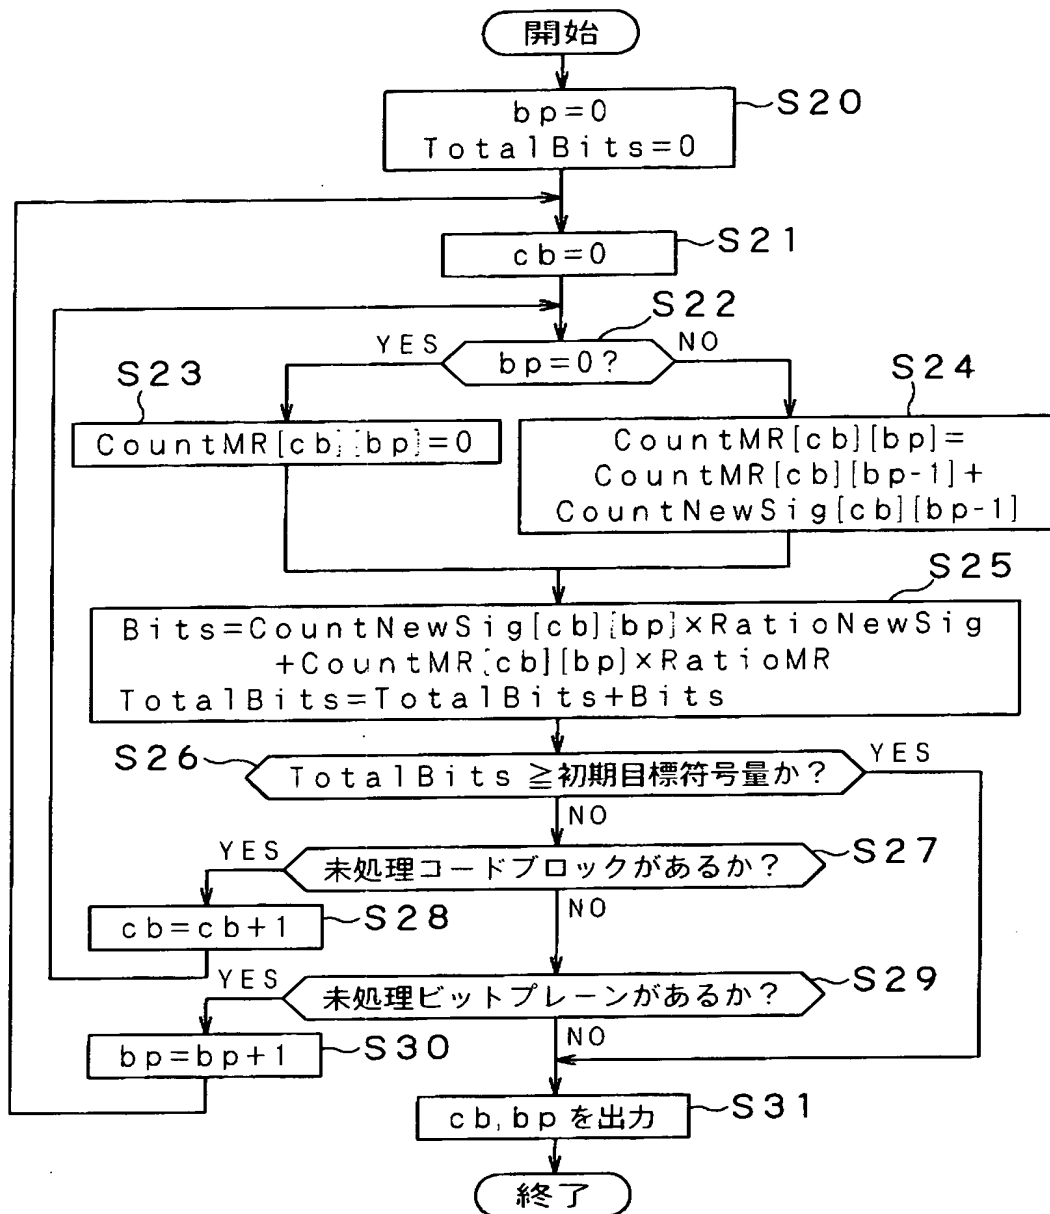 開始
bp=0
TotalBits=0
S20
cb=0
S21
S22
bp=0?
YES
NO
S23
CountMR[cb][bp]=0
S24
CountMR[cb][bp]=
CountMR[cb][bp-1]+
CountNewSig[cb][bp-1]
S25
Bits=CountNewSig[cb][bp]×RatioNewSig
+CountMR[cb][bp]×RatioMR
TotalBits=TotalBits+Bits
S26
TotalBits≧初期目標符号量か?
YES
NO
S27
未処理コードブロックがあるか?
YES
NO
cb=cb+1
S28
S29
未処理ビットプレーンがあるか?
YES
NO
bp=bp+1
S30
cb,bpを出力
S31
終了